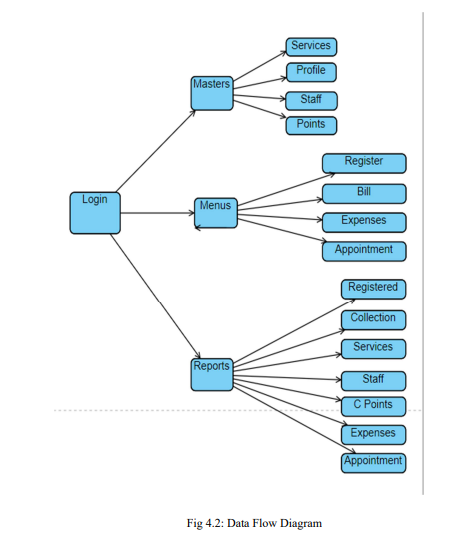 Services
Profile
Masters
Staff
Points
Register
Login
Menus
Bill
Expenses
Appointment
Registered
Collection
Services
Reports
Staff
C Points
Expenses
Appointment
Fig 4.2: Data Flow Diagram